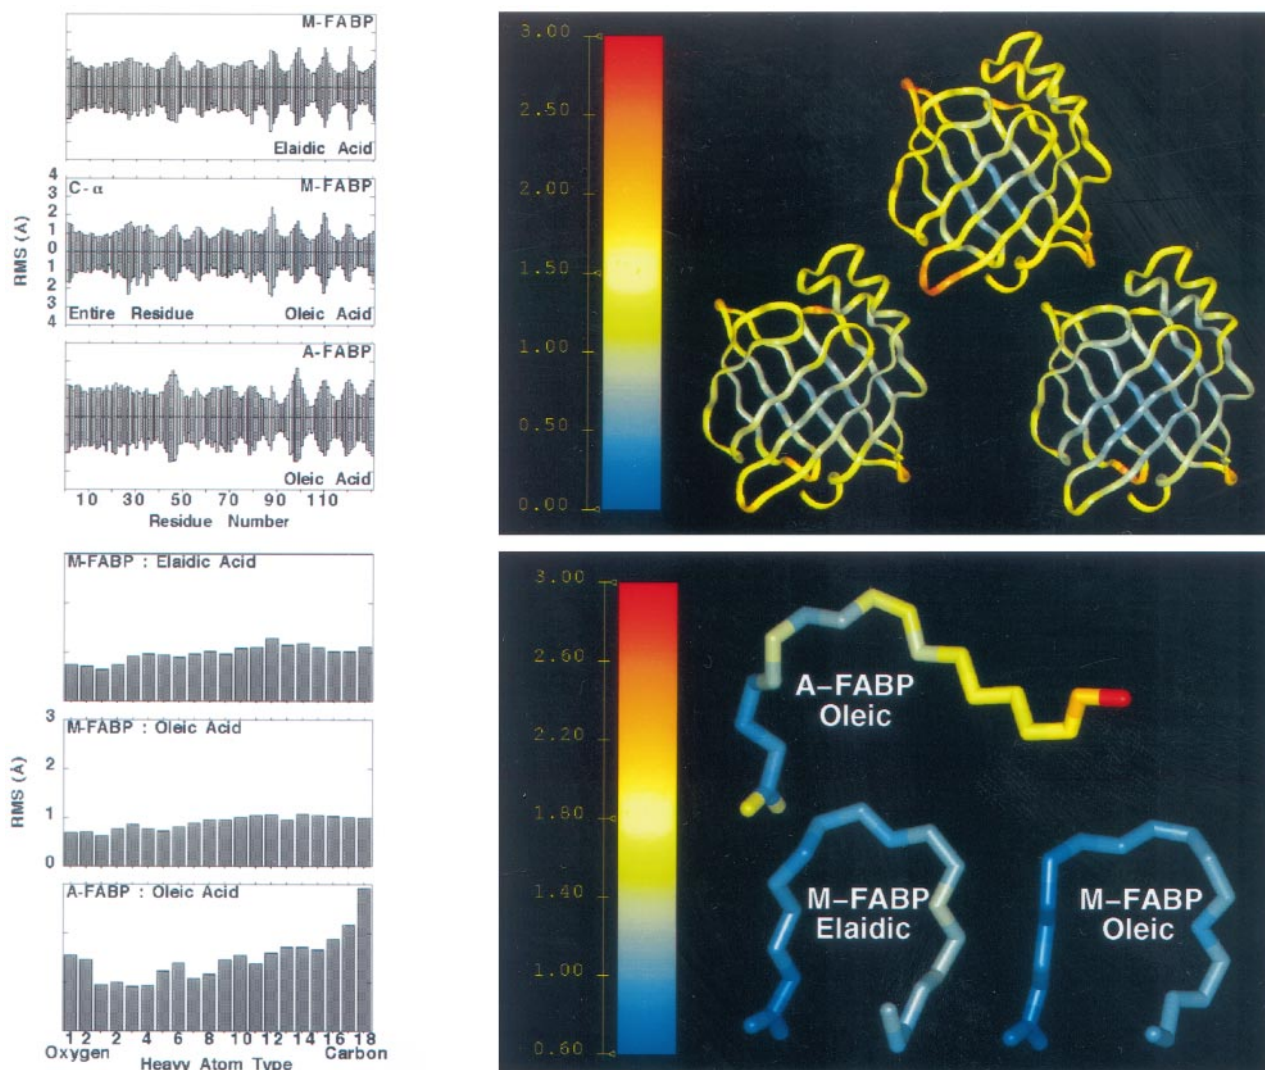 M-FABP
Elaidic Acid
C-α
M-FABP
4
3
2
1
0
1
2
3
4
RMS (Å)
Entire Residue
Oleic Acid
A-FABP
Oleic Acid
10 30 50 70 90 110
Residue Number
M-FABP : Elaidic Acid
M-FABP : Oleic Acid
3
2
1
0
RMS (Å)
A-FABP : Oleic Acid
1 2 2 4 6 8 10 12 14 16 18
Oxygen
Carbon
Heavy Atom Type
3.00
2.50
2.00
1.50
1.00
0.50
0.00
3.00
2.60
2.20
1.80
1.40
1.00
0.60
A-FABP
Oleic
M-FABP
Elaidic
M-FABP
Oleic